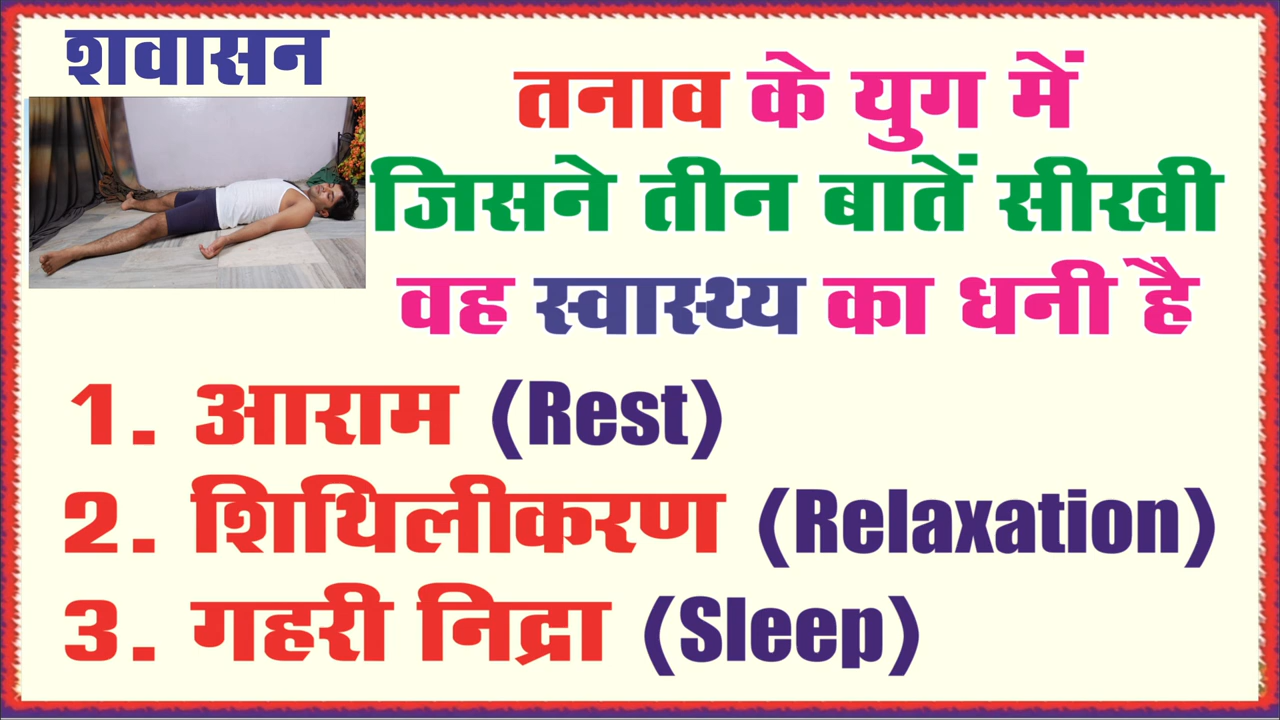 शवासन
तनाव के युग में
जिसने तीन बातें सीखी
वह स्वास्थ्य का धनी है
1. आराम (Rest)
2. शिथिलीकरण (Relaxation)
3. गहरी निद्रा (Sleep)